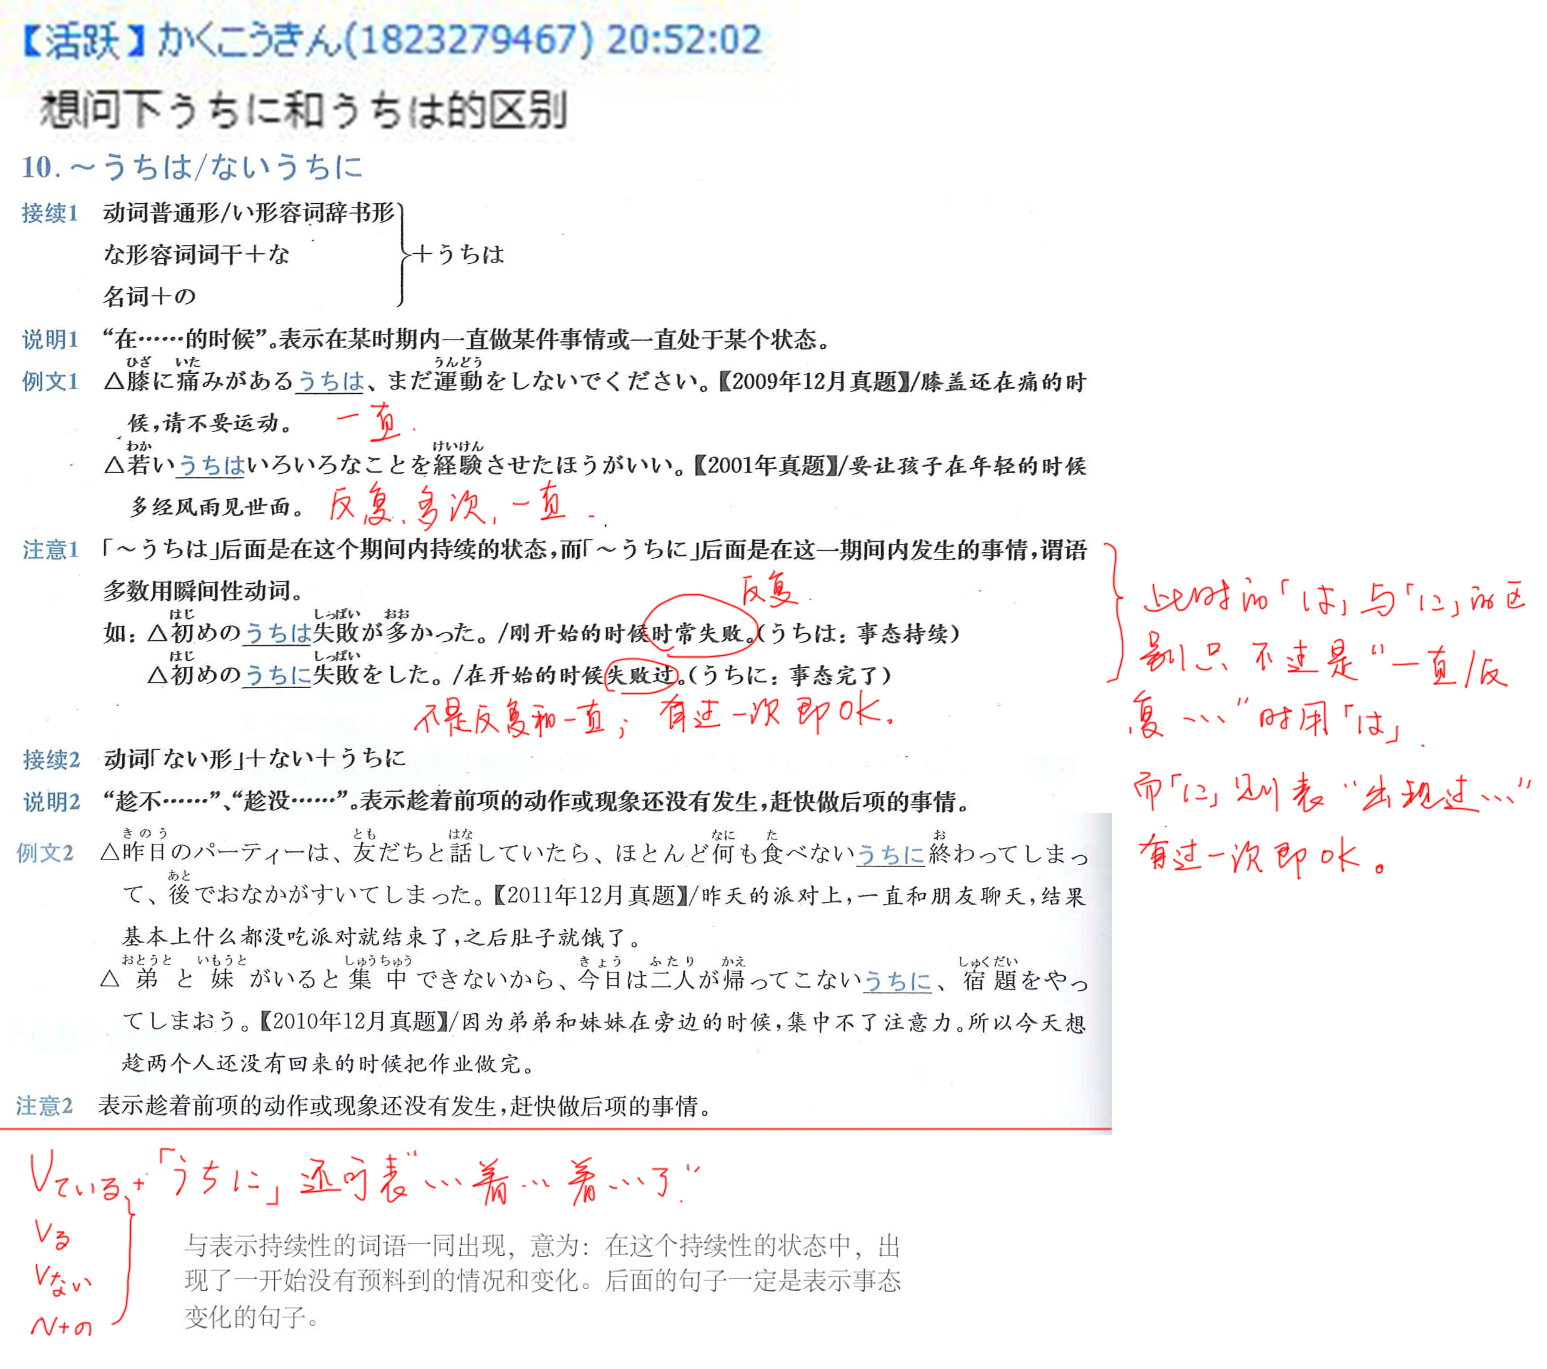 【活跃】かくこうきん(1823279467) 20:52:02
想问下うちに和うちは的区别
10.～うちは/ないうちに
接续1 动词普通形/い形容词辞书形
な形容词词干＋な ＋うちは
名词＋の
说明1 “在……的时候”。表示在某时期内一直做某件事情或一直处于某个状态。
ひざ いた うんどう
例文1 △膝に痛みがあるうちは、まだ運動をしないでください。【2009年12月真题】/膝盖还在痛的时
候,请不要运动。 一直.
わか けいけん
△若いうちはいろいろなことを経験させたほうがいい。【2001年真题】/要让孩子在年轻的时候
多经风雨见世面。 反复、多次、一直.
注意1 「～うちは」后面是在这个期间内持续的状态,而「～うちに」后面是在这一期间内发生的事情,谓语
多数用瞬间性动词。 反复.
はじ しっぱい おお
如: △初めのうちは失敗が多かった。/刚开始的时候时常失败。(うちは: 事态持续)
はじ しっぱい
△初めのうちに失敗をした。/在开始的时候失败过。(うちに: 事态完了)
不是反复和一直; 有过一次即OK.
此时的「は」与「に」的区
别只不过是“一直/反
复…”时用「は」.
而「に」则表“出现过…”
有过一次即OK。
接续2 动词「ない形」＋ない＋うちに
说明2 “趁不……”、“趁没……”。表示趁着前项的动作或现象还没有发生,赶快做后项的事情。
きのう とも はな なに た お
例文2 △昨日のパーティーは、友だちと話していたら、ほとんど何も食べないうちに終わってしまっ
あと
て、後でおなかがすいてしまった。【2011年12月真题】/昨天的派对上,一直和朋友聊天,结果
基本上什么都没吃派对就结束了,之后肚子就饿了。
おとうと いもうと しゅうちゅう きょう ふたり かえ しゅくだい
△弟と妹がいると集中できないから、今日は二人が帰ってこないうちに、宿題をやっ
てしまおう。【2010年12月真题】/因为弟弟和妹妹在旁边的时候,集中不了注意力。所以今天想
趁两个人还没有回来的时候把作业做完。
注意2 表示趁着前项的动作或现象还没有发生,赶快做后项的事情。
Vている+「うちに」还可表“…着…着…了”
Vる
Vない
N+の
与表示持续性的词语一同出现，意为：在这个持续性的状态中，出
现了一开始没有预料到的情况和变化。后面的句子一定是表示事态
变化的句子。